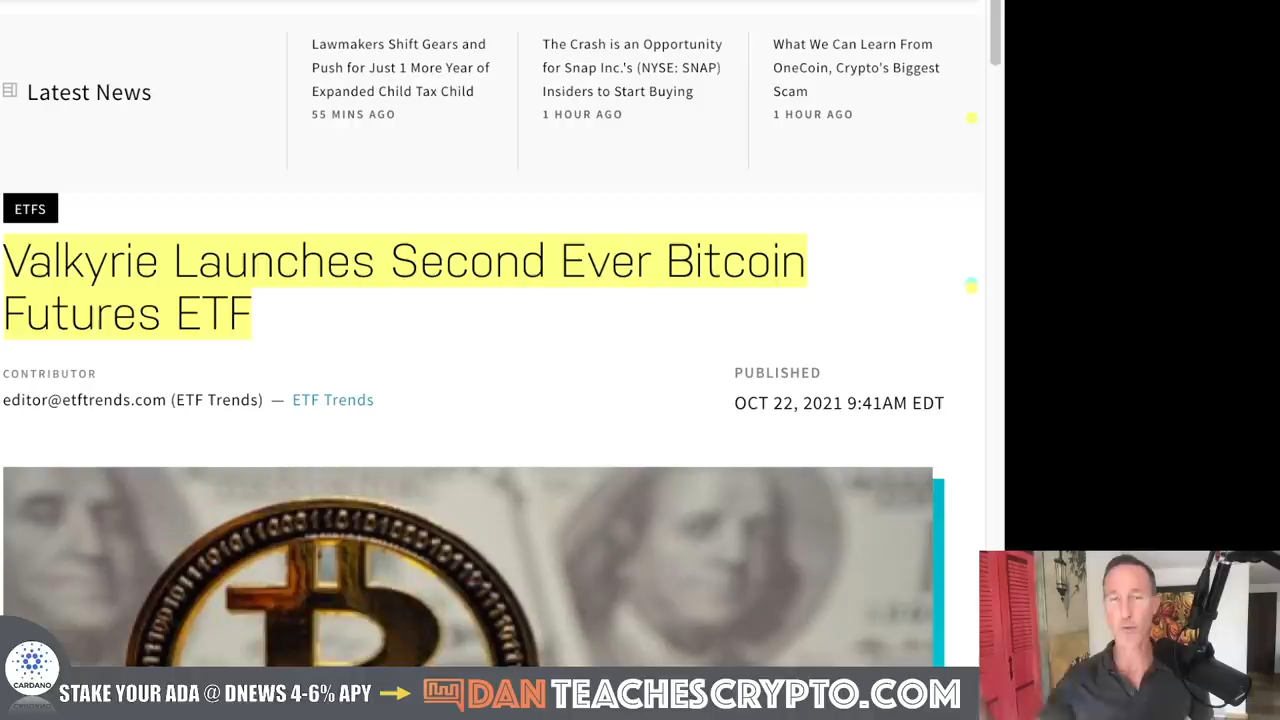 Latest News
Lawmakers Shift Gears and
Push for Just 1 More Year of
Expanded Child Tax Child
55 MINS AGO
The Crash is an Opportunity
for Snap Inc.'s (NYSE: SNAP)
Insiders to Start Buying
1 HOUR AGO
What We Can Learn From
OneCoin, Crypto's Biggest
Scam
1 HOUR AGO
ETFS
Valkyrie Launches Second Ever Bitcoin
Futures ETF
CONTRIBUTOR
editor@etftrends.com (ETF Trends) — ETF Trends
PUBLISHED
OCT 22, 2021 9:41AM EDT
CARDANO
STAKE YOUR ADA @ DNEWS 4-6% APY
DANTEACHESCRYPTO.COM